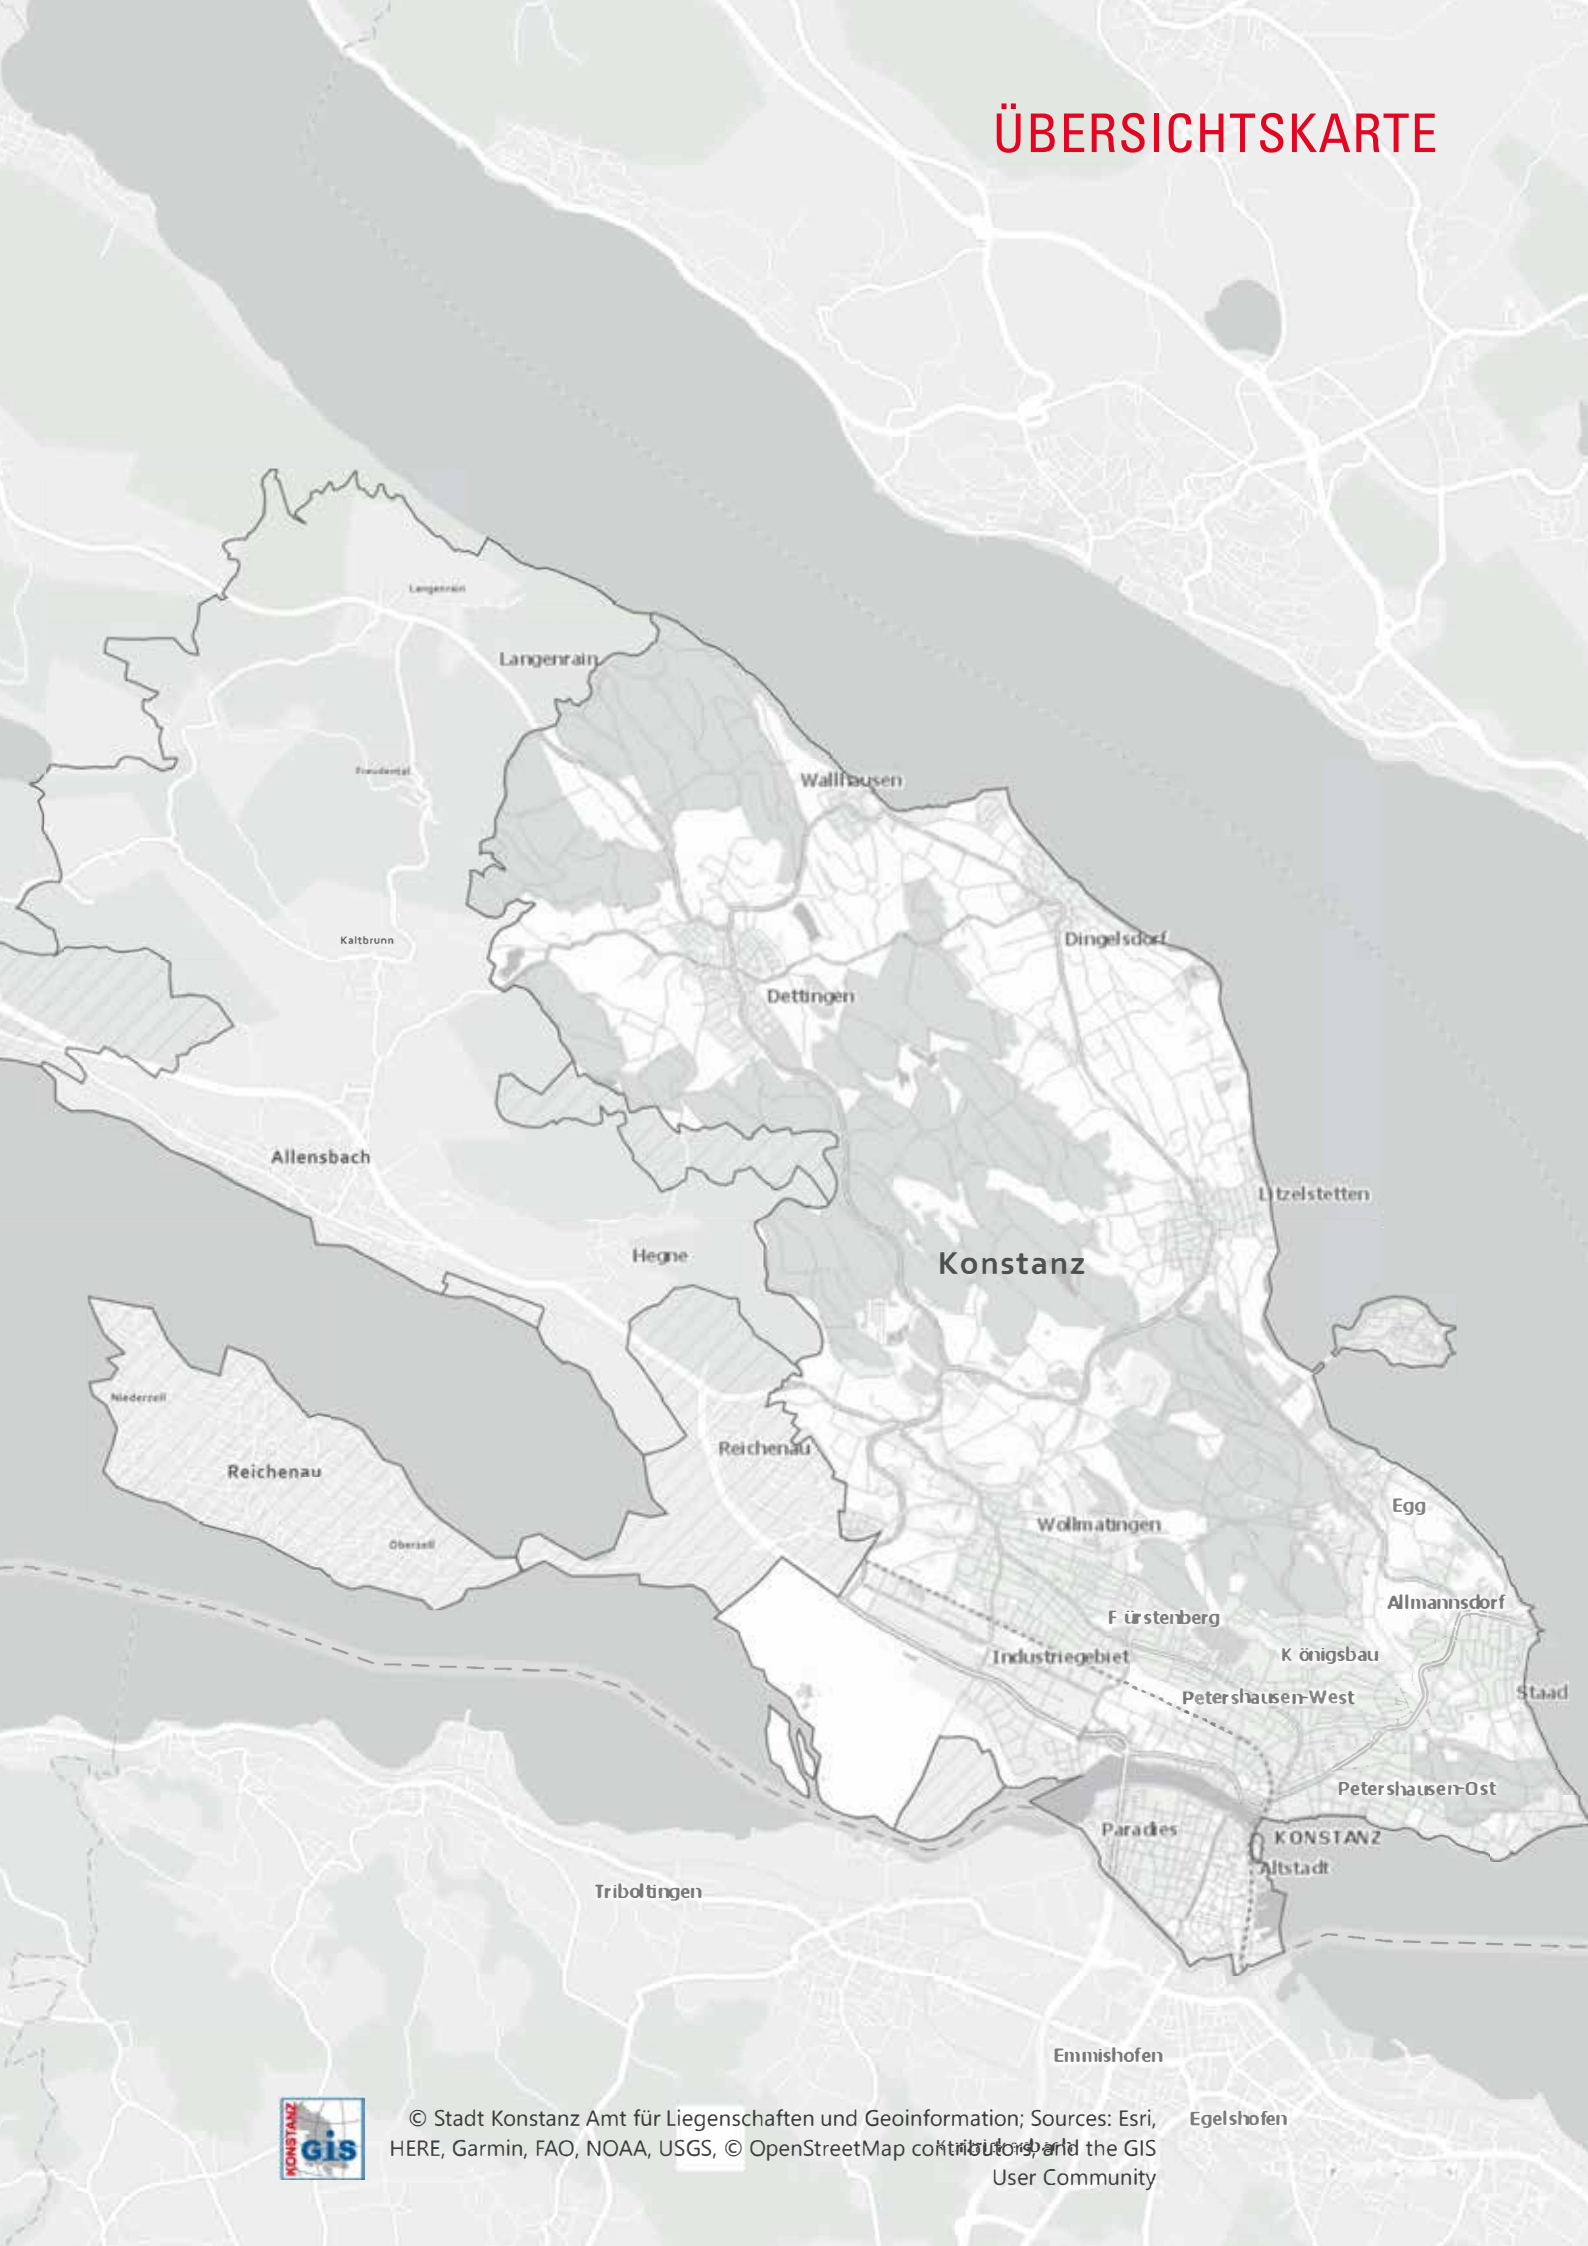 ÜBERSICHTSKARTE
Langenrain
Langenrain
Freudental
Wallhausen
Kaltbrunn
Dingelsdorf
Dettingen
Allensbach
Litzelstetten
Hegne
Konstanz
Niederzell
Reichenau
Reichenau
Egg
Wollmatingen
Oberzell
Allmannsdorf
Fürstenberg
Königsbau
Industriegebiet
Petershausen-West
Staad
Petershausen-Ost
Paradies
KONSTANZ
Altstadt
Triboltingen
Emmishofen
Egelshofen
KONSTANZ
GIS
© Stadt Konstanz Amt für Liegenschaften und Geoinformation; Sources: Esri,
HERE, Garmin, FAO, NOAA, USGS, © OpenStreetMap contributors, and the GIS
User Community